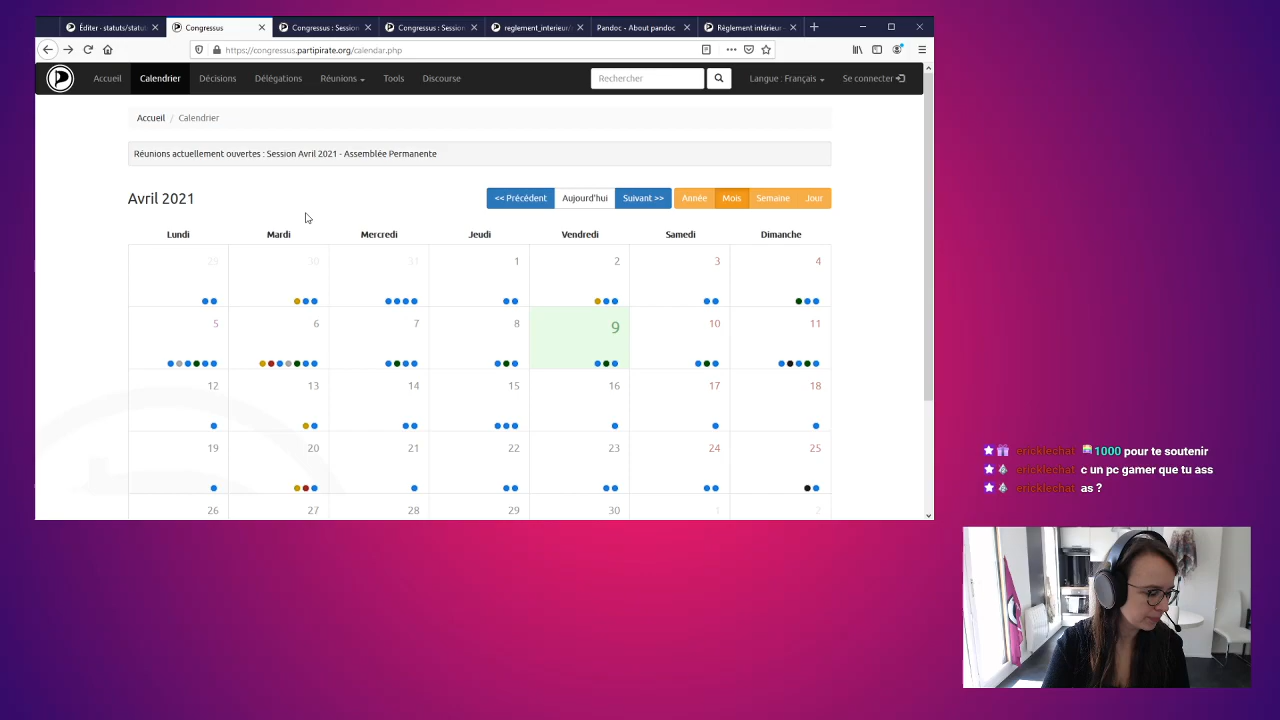 Éditer - statuts/statut
Congressus
Congressus : Session
Congressus : Session
reglement_interieur/
Pandoc - About pandoc
Règlement intérieur
https://congressus.partipirate.org/calendar.php
Accueil
Calendrier
Décisions
Délégations
Réunions
Tools
Discourse
Rechercher
Langue : Français
Se connecter
Accueil / Calendrier
Réunions actuellement ouvertes : Session Avril 2021 - Assemblée Permanente
Avril 2021
<< Précédent
Aujourd'hui
Suivant >>
Année
Mois
Semaine
Jour
Lundi Mardi Mercredi Jeudi Vendredi Samedi Dimanche
29 30 31 1 2 3 4
5 6 7 8 9 10 11
12 13 14 15 16 17 18
19 20 21 22 23 24 25
26 27 28 29 30 1 2
ericklechat 1000 pour te soutenir
ericklechat c un pc gamer que tu ass
ericklechat as ?